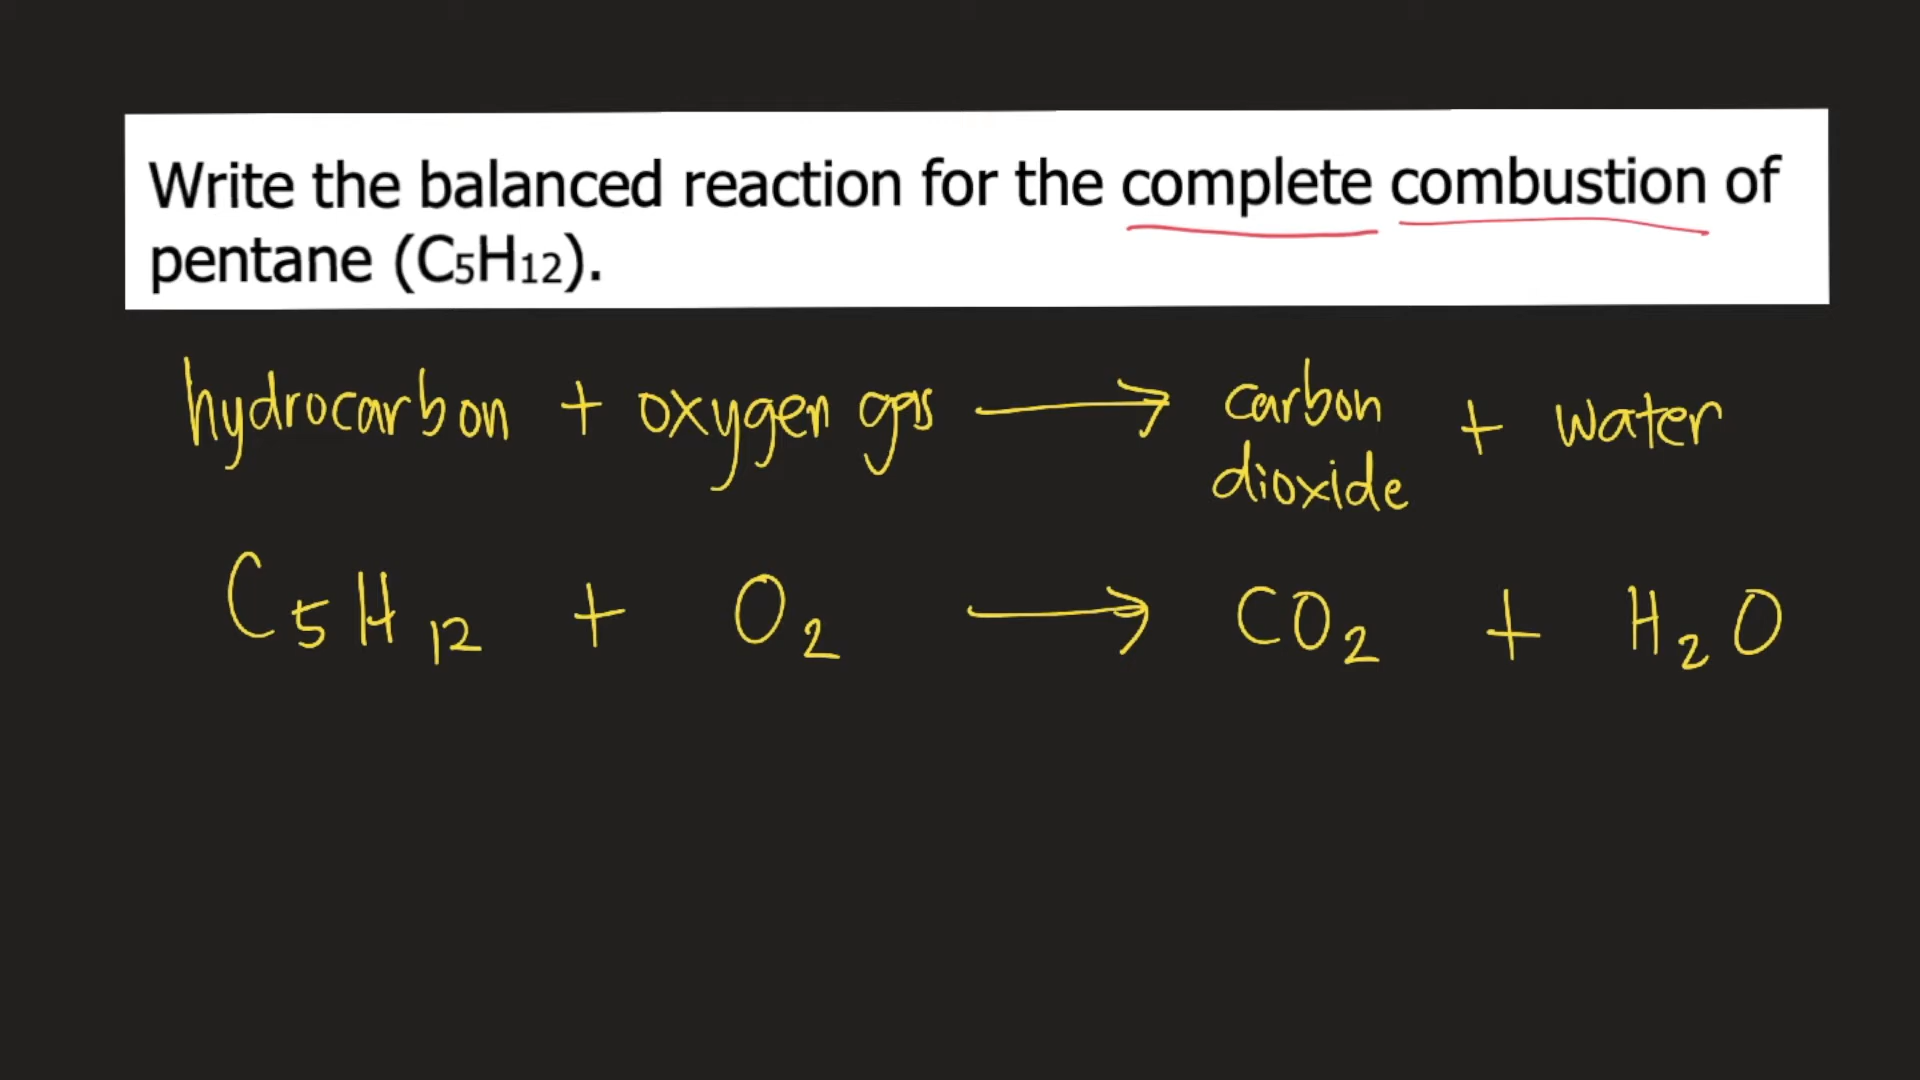 Write the balanced reaction for the complete combustion of
pentane (C₅H₁₂).
hydrocarbon + oxygen gas → carbon dioxide + water
C₅H₁₂ + O₂ → CO₂ + H₂O